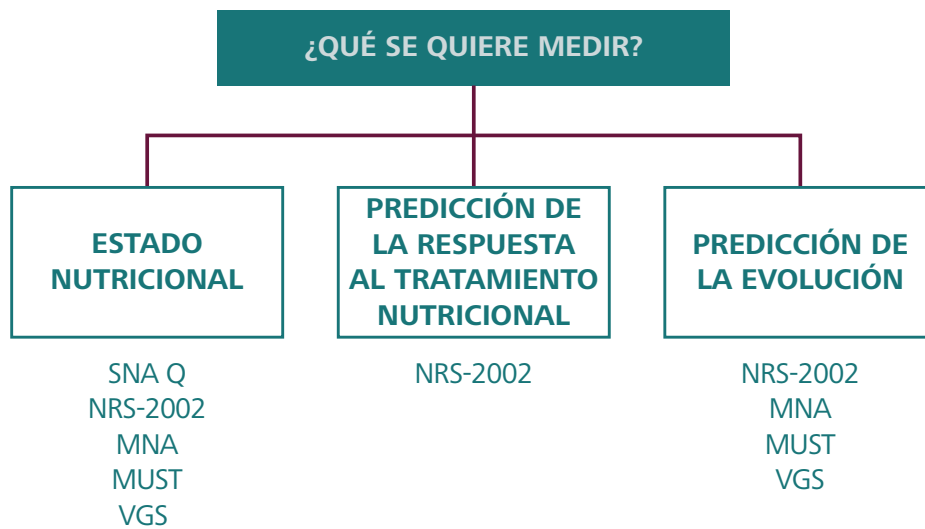 ¿QUÉ SE QUIERE MEDIR?
ESTADO
NUTRICIONAL
PREDICCIÓN DE
LA RESPUESTA
AL TRATAMIENTO
NUTRICIONAL
PREDICCIÓN DE
LA EVOLUCIÓN
SNA Q
NRS-2002
MNA
MUST
VGS
NRS-2002
NRS-2002
MNA
MUST
VGS